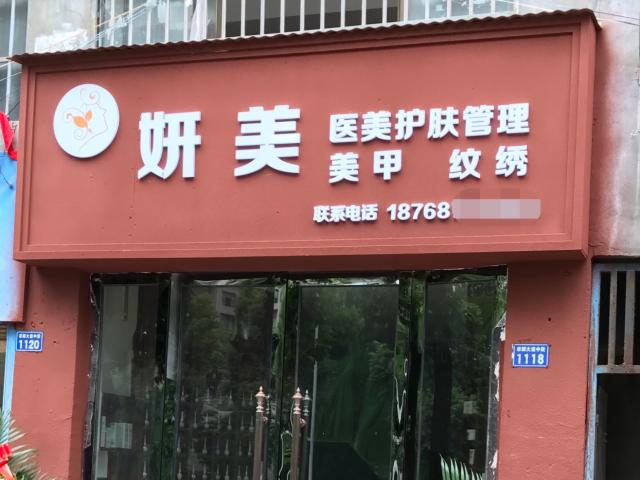 妍美
医美护肤管理
美甲 纹绣
联系电话 18768
1120
1118